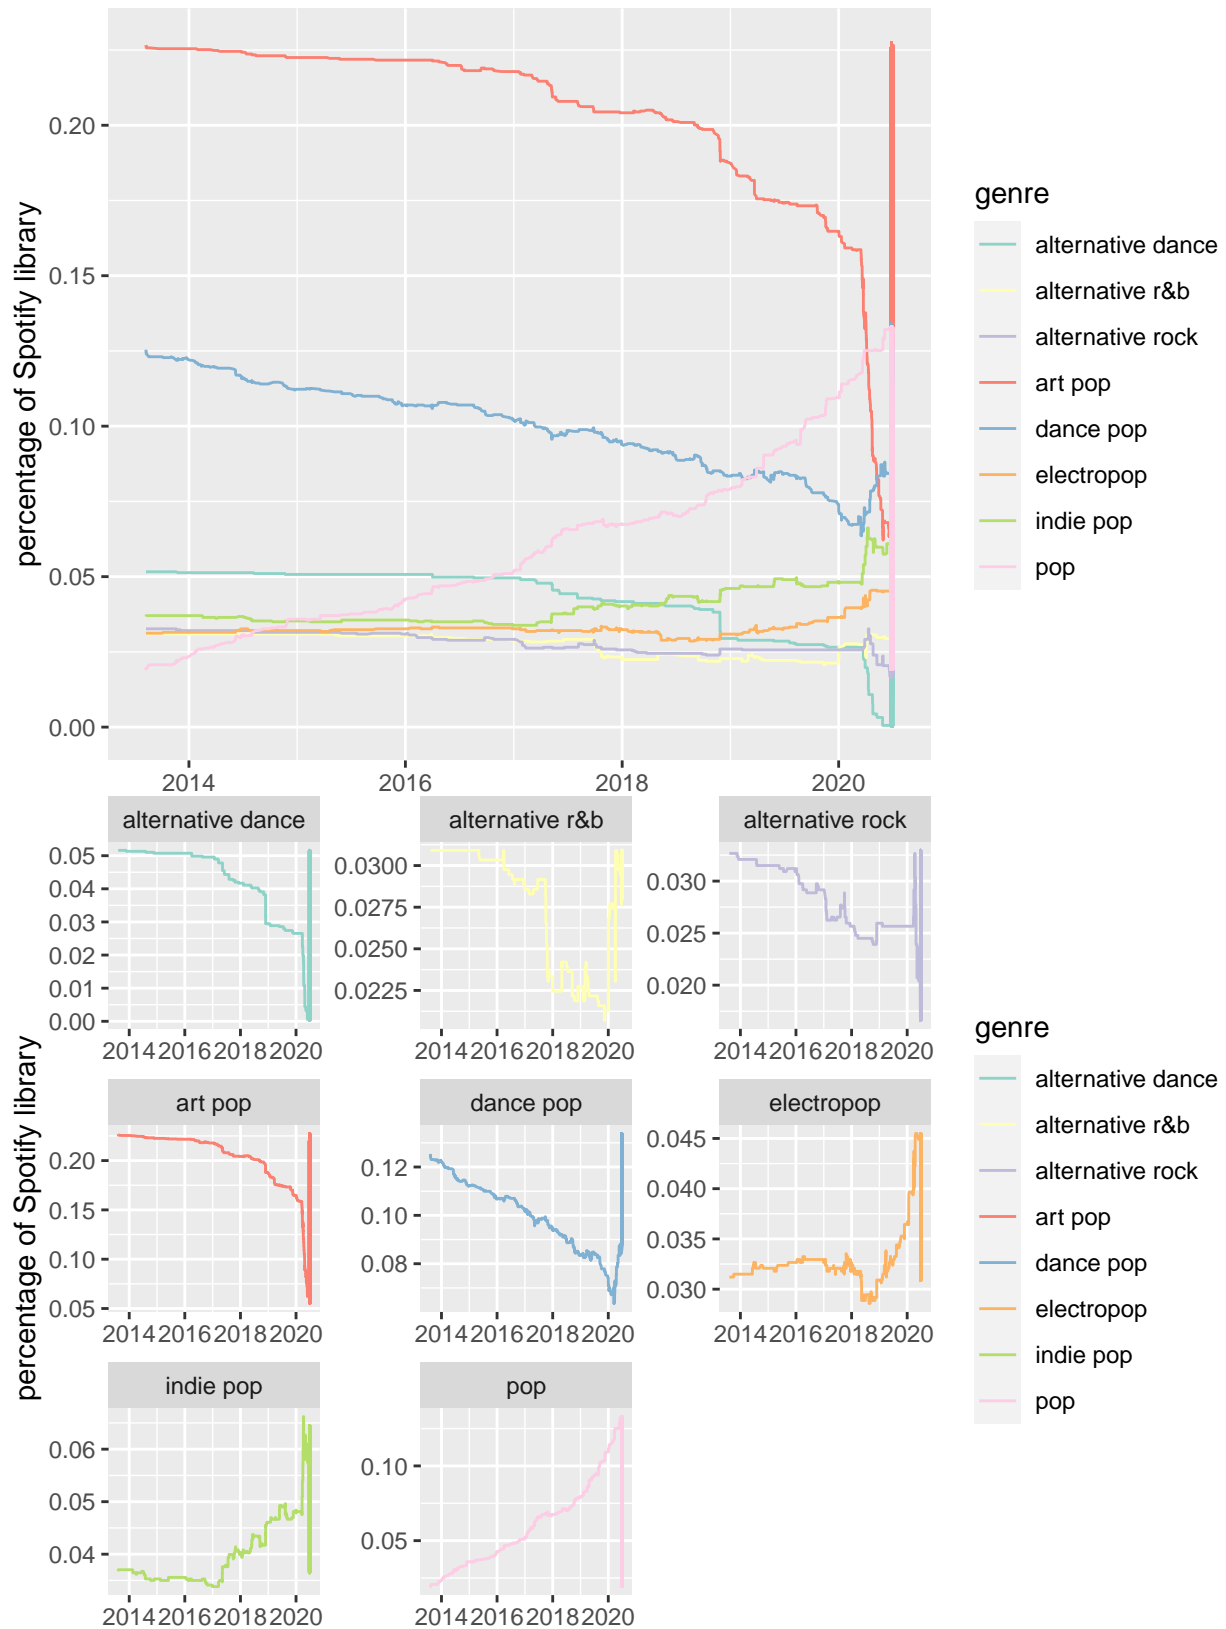 percentage of Spotify library
0.20
0.15
0.10
0.05
0.00
2014 2016 2018 2020
genre
alternative dance
alternative r&b
alternative rock
art pop
dance pop
electropop
indie pop
pop
percentage of Spotify library
alternative dance
0.05
0.04
0.03
0.02
0.01
0.00
2014 2016 2018 2020
alternative r&b
0.0300
0.0275
0.0250
0.0225
2014 2016 2018 2020
alternative rock
0.030
0.025
0.020
2014 2016 2018 2020
percentage of Spotify library
art pop
0.20
0.15
0.10
0.05
2014 2016 2018 2020
dance pop
0.12
0.10
0.08
2014 2016 2018 2020
electropop
0.045
0.040
0.035
0.030
2014 2016 2018 2020
indie pop
0.06
0.05
0.04
2014 2016 2018 2020
pop
0.10
0.05
2014 2016 2018 2020
genre
alternative dance
alternative r&b
alternative rock
art pop
dance pop
electropop
indie pop
pop